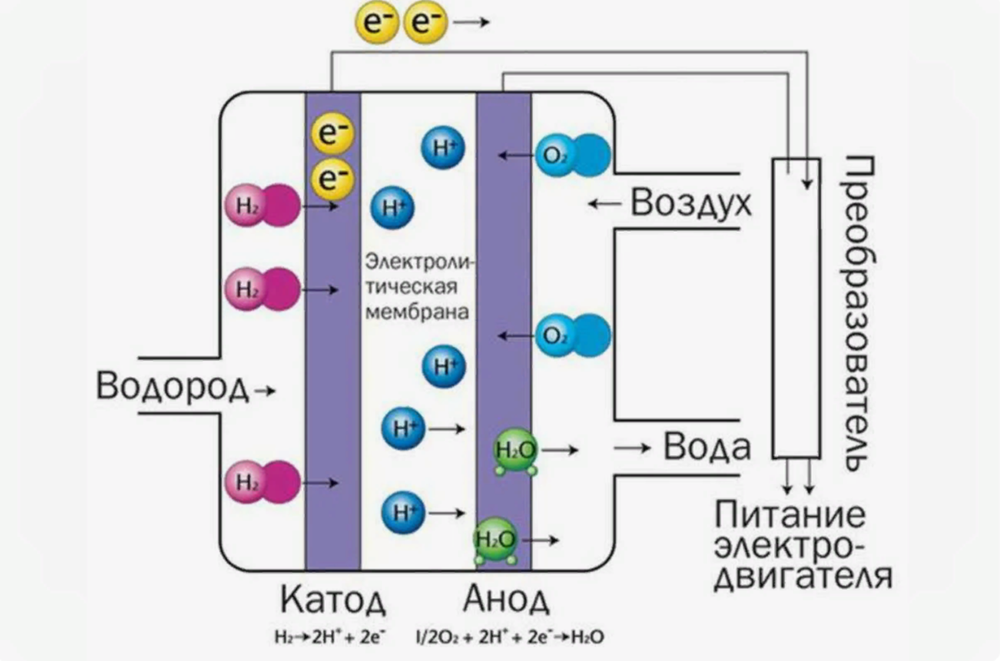 e⁻ e⁻
e⁻
e⁻
H⁺
O₂
H₂
H⁺
Воздух
Электроли-
тическая
мембрана
H₂
O₂
H⁺
Водород
H⁺
H₂O
Вода
H₂
H⁺
H₂O
Преобразователь
Питание
электро-
двигателя
Катод
Анод
H₂→2H⁺ + 2e⁻
1/2O₂ + 2H⁺ + 2e⁻→H₂O